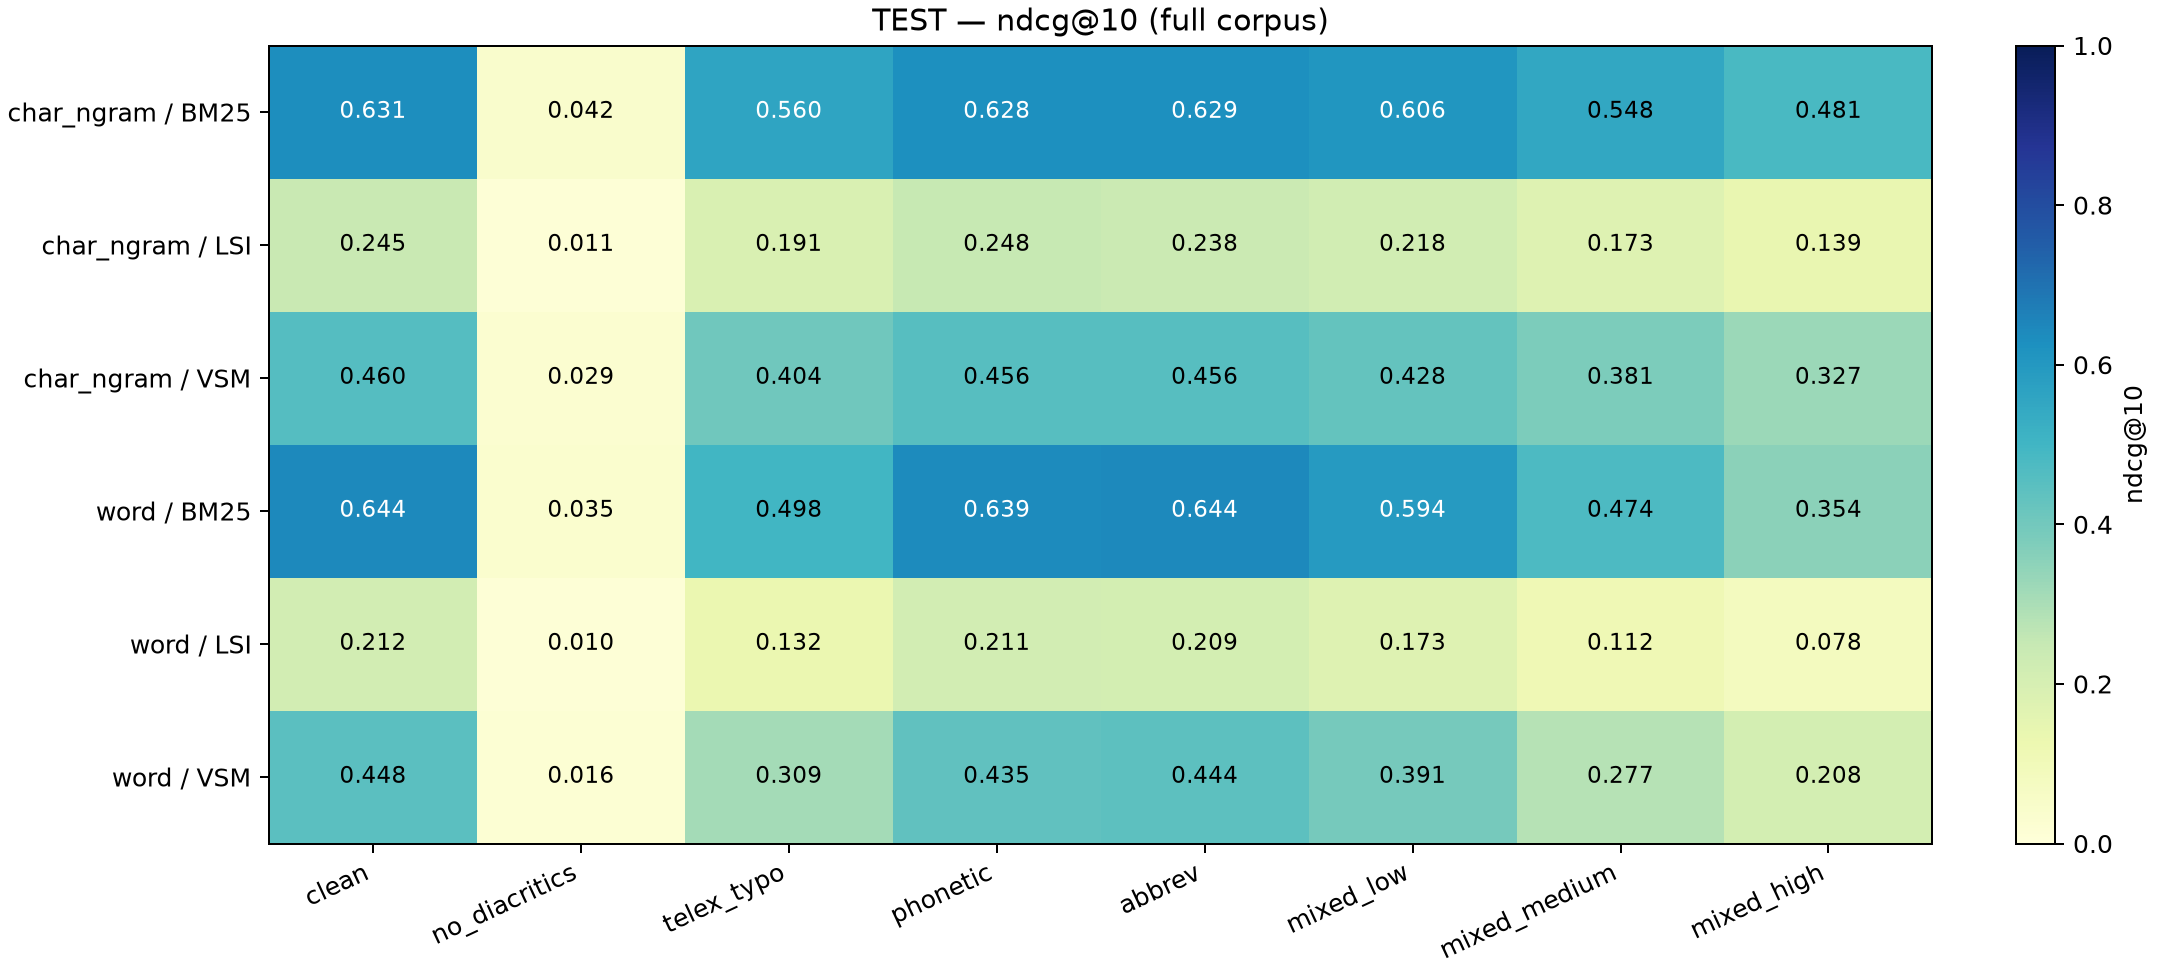 TEST — ndcg@10 (full corpus)
char_ngram / BM25 0.631 0.042 0.560 0.628 0.629 0.606 0.548 0.481
char_ngram / LSI 0.245 0.011 0.191 0.248 0.238 0.218 0.173 0.139
char_ngram / VSM 0.460 0.029 0.404 0.456 0.456 0.428 0.381 0.327
word / BM25 0.644 0.035 0.498 0.639 0.644 0.594 0.474 0.354
word / LSI 0.212 0.010 0.132 0.211 0.209 0.173 0.112 0.078
word / VSM 0.448 0.016 0.309 0.435 0.444 0.391 0.277 0.208
clean no_diacritics telex_typo phonetic abbrev mixed_low mixed_medium mixed_high
1.0
0.8
0.6
0.4
0.2
0.0
ndcg@10